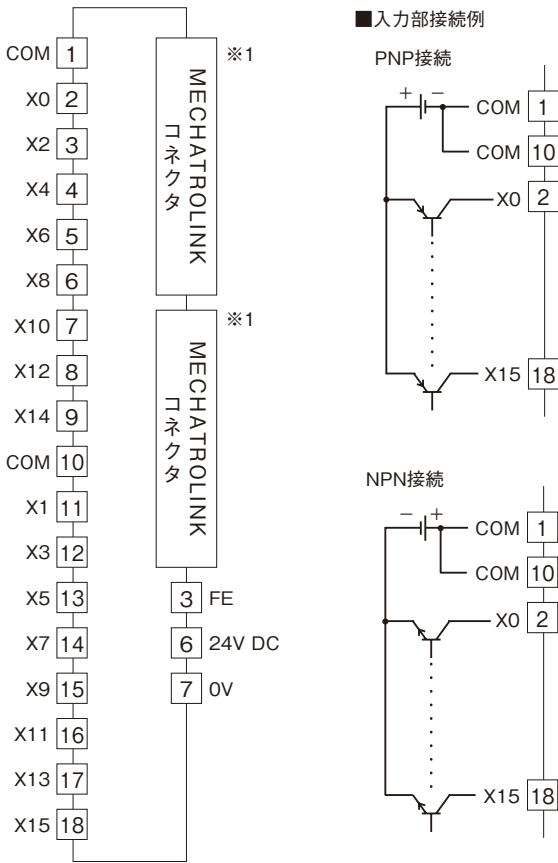 COM 1
X0 2
X2 3
X4 4
X6 5
X8 6
X10 7
X12 8
X14 9
COM 10
X1 11
X3 12
X5 13
X7 14
X9 15
X11 16
X13 17
X15 18
※1
MECHATROLINK
コネクタ
※1
MECHATROLINK
コネクタ
3 FE
6 24V DC
7 0V
■入力部接続例
PNP接続
+ −
COM 1
COM 10
X0 2
X15 18
NPN接続
− +
COM 1
COM 10
X0 2
X15 18